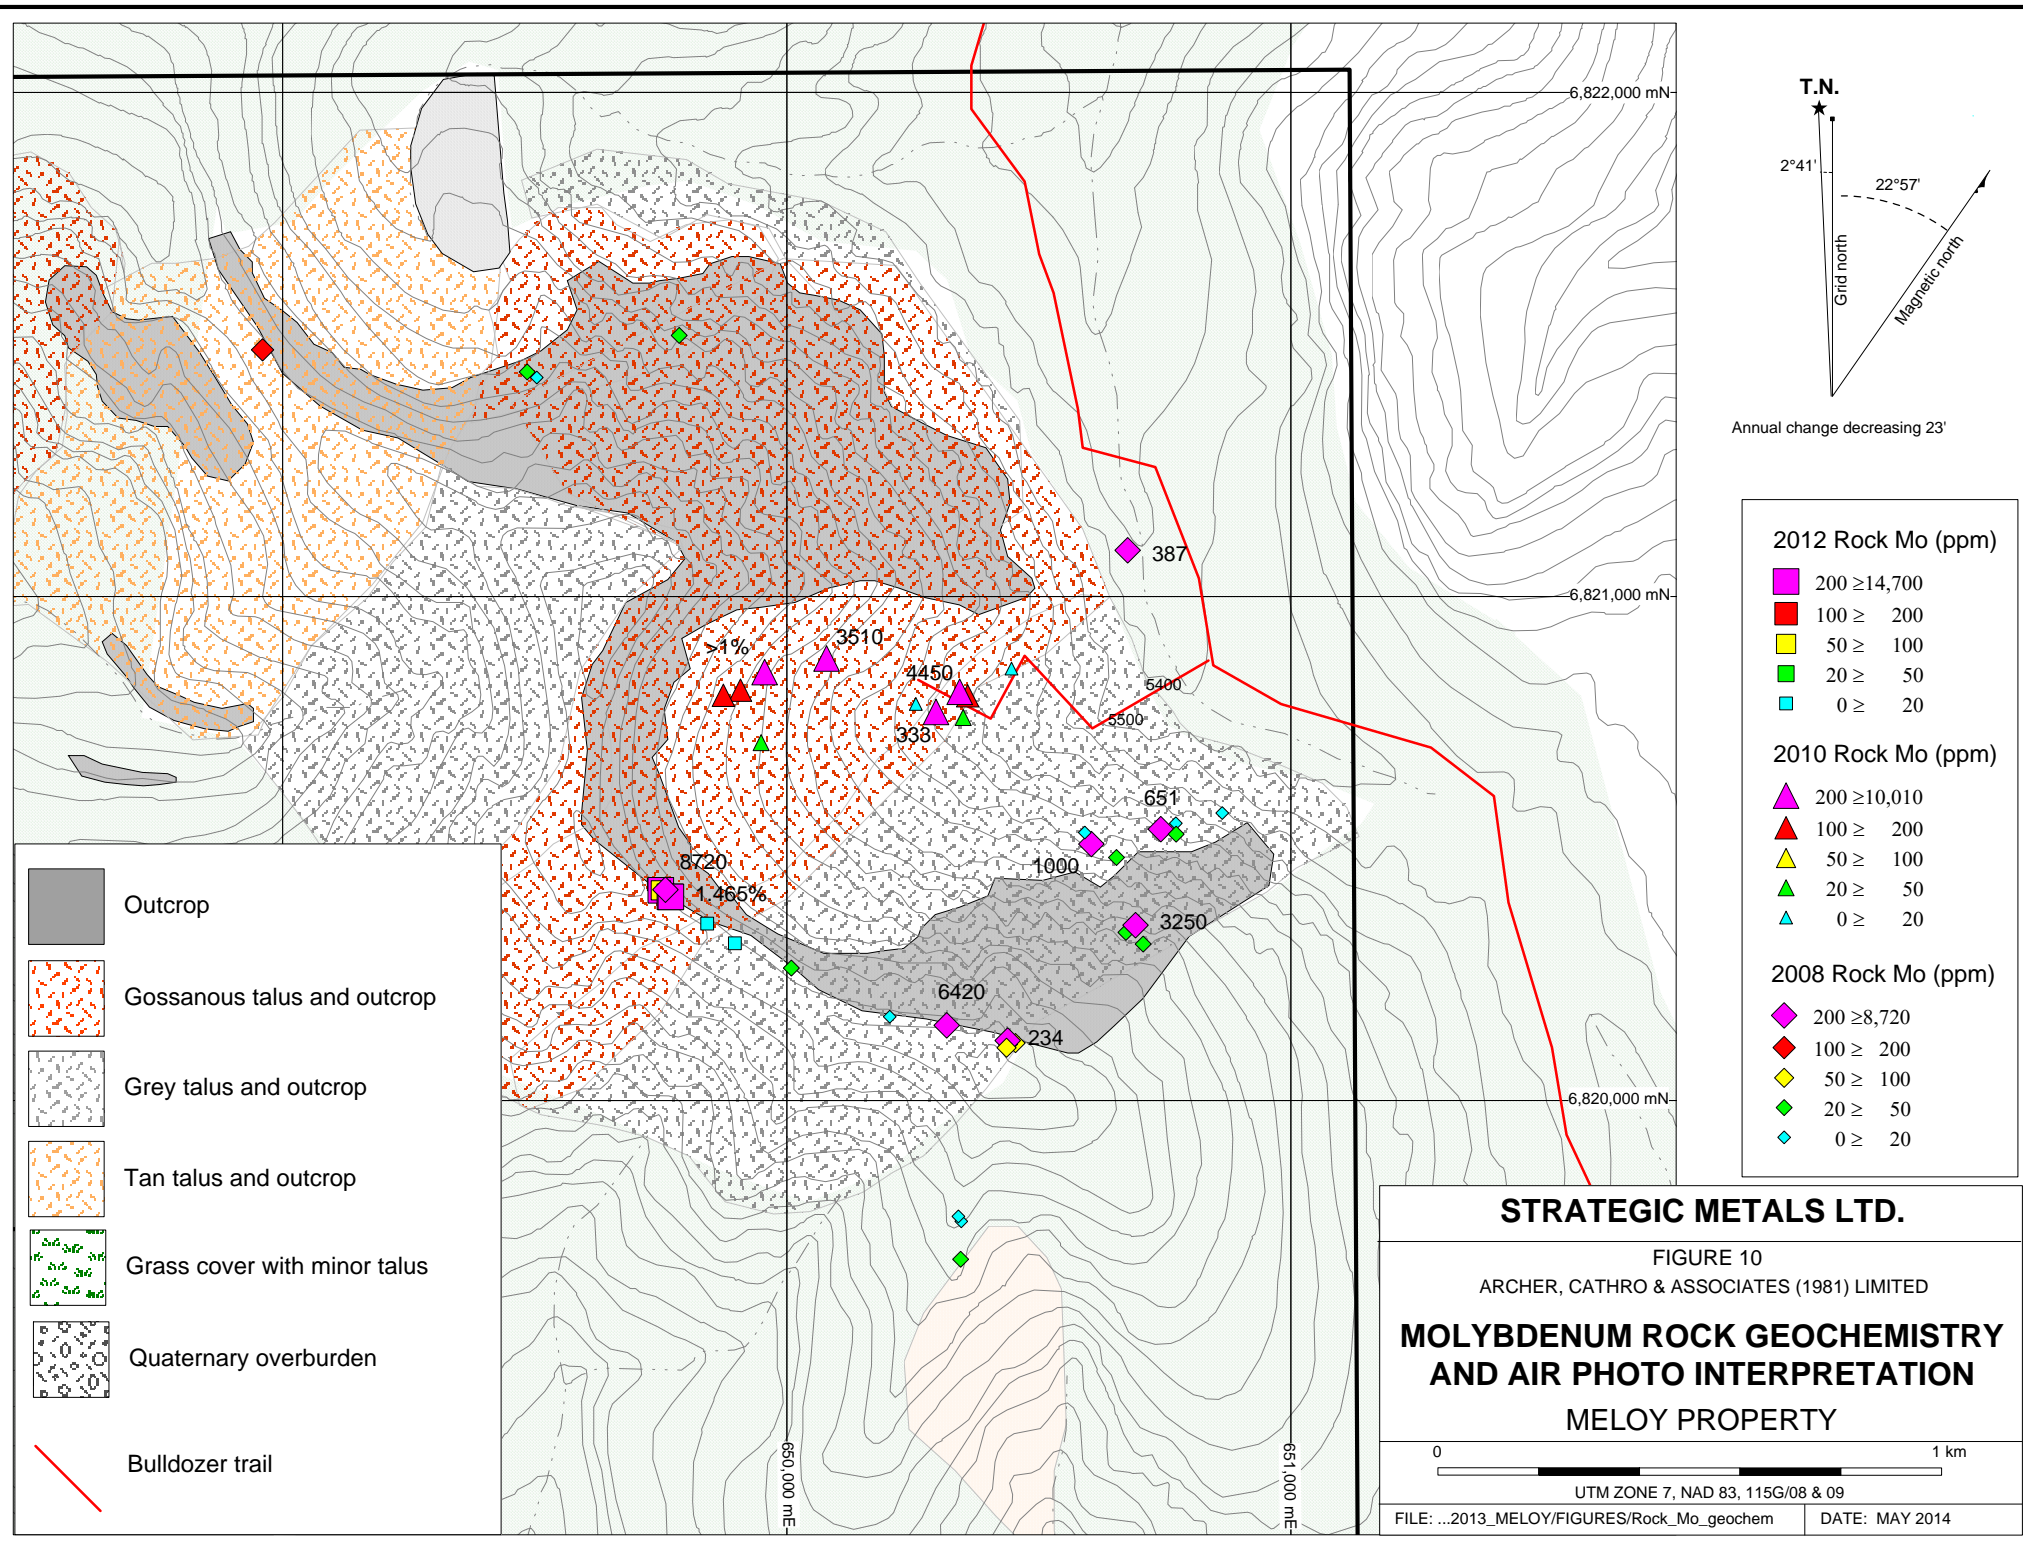 6,822,000 mN
6,821,000 mN
6,820,000 mN
650,000 mE
651,000 mE
387
>1%
3510
4450
338
5400
5500
651
1000
8720
1.465%
3250
6420
234
T.N.
2°41'
22°57'
Grid north
Magnetic north
Annual change decreasing 23'
2012 Rock Mo (ppm)
200 ≥14,700
100 ≥ 200
50 ≥ 100
20 ≥ 50
0 ≥ 20
2010 Rock Mo (ppm)
200 ≥10,010
100 ≥ 200
50 ≥ 100
20 ≥ 50
0 ≥ 20
2008 Rock Mo (ppm)
200 ≥8,720
100 ≥ 200
50 ≥ 100
20 ≥ 50
0 ≥ 20
Outcrop
Gossanous talus and outcrop
Grey talus and outcrop
Tan talus and outcrop
Grass cover with minor talus
Quaternary overburden
Bulldozer trail
STRATEGIC METALS LTD.
FIGURE 10
ARCHER, CATHRO & ASSOCIATES (1981) LIMITED
MOLYBDENUM ROCK GEOCHEMISTRY
AND AIR PHOTO INTERPRETATION
MELOY PROPERTY
0 1 km
UTM ZONE 7, NAD 83, 115G/08 & 09
FILE: ...2013_MELOY/FIGURES/Rock_Mo_geochem DATE: MAY 2014